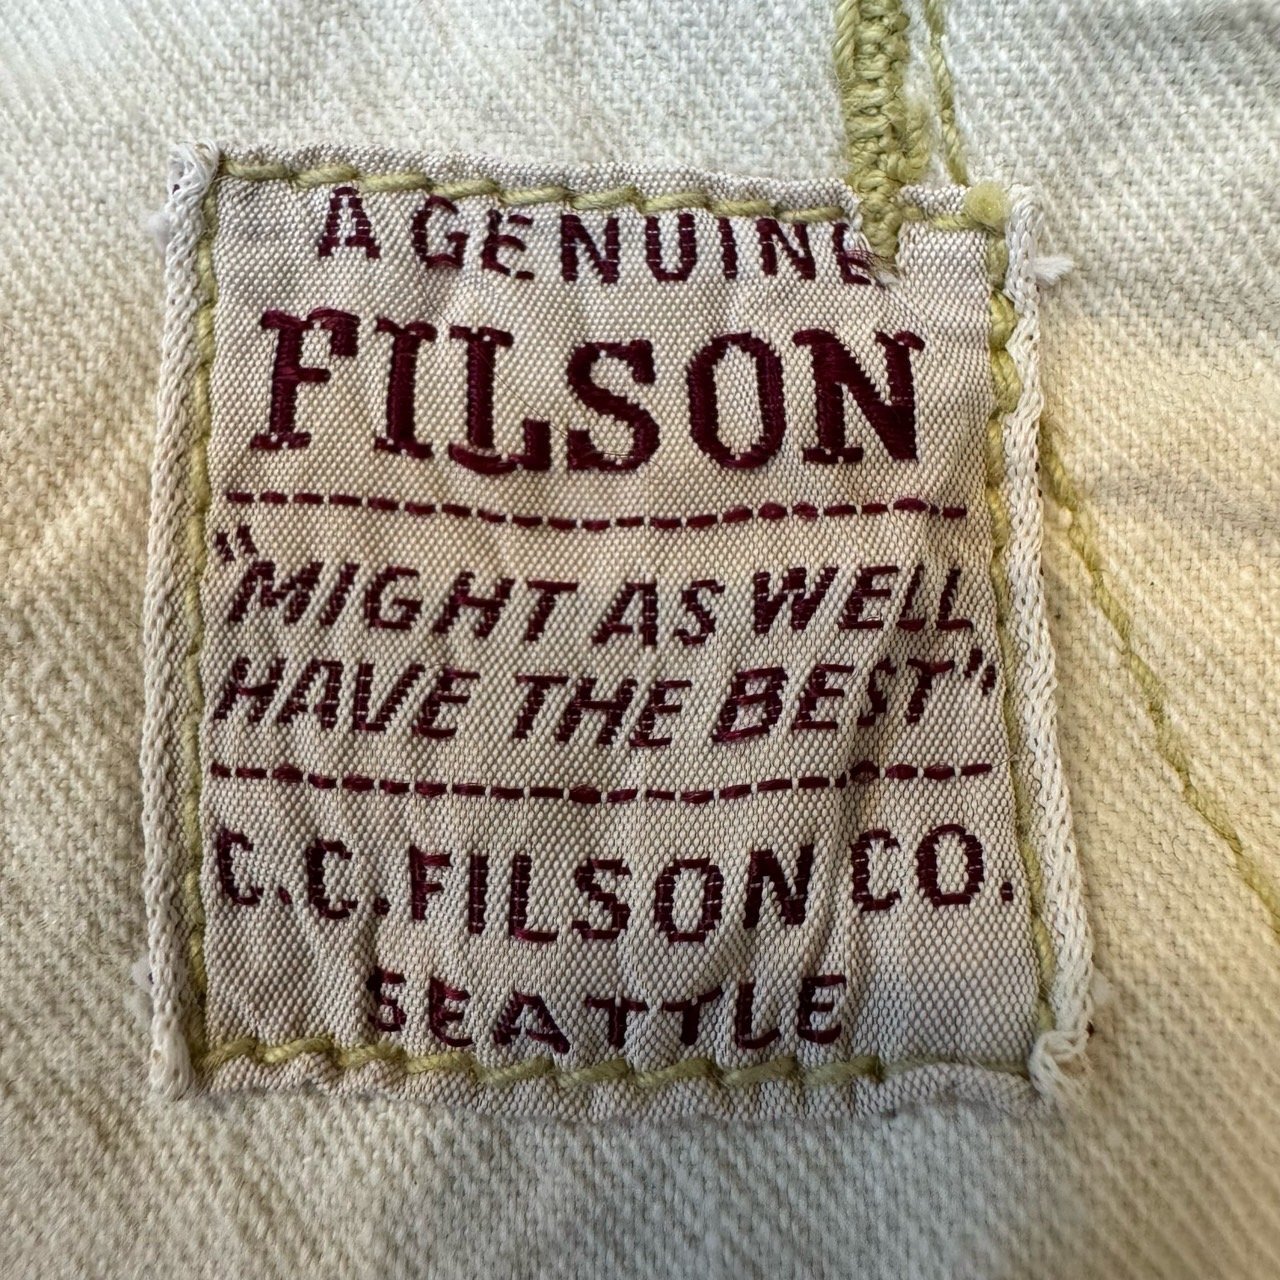 A GENUINE
FILSON
"MIGHT AS WELL
HAVE THE BEST"
C.C. FILSON CO.
SEATTLE